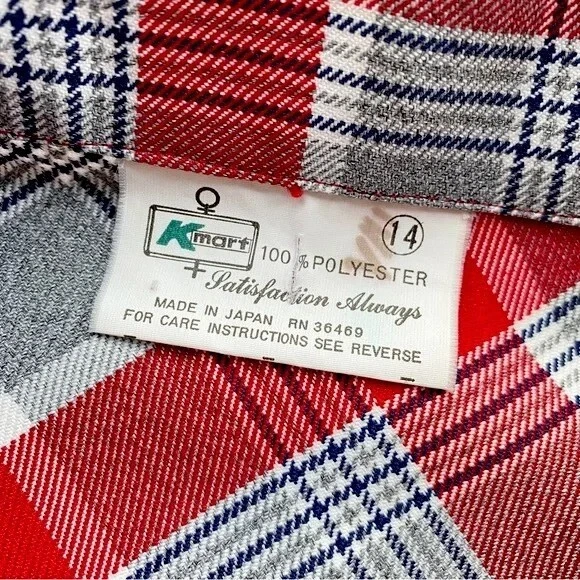 14
Kmart
100% POLYESTER
Satisfaction Always
MADE IN JAPAN RN 36469
FOR CARE INSTRUCTIONS SEE REVERSE